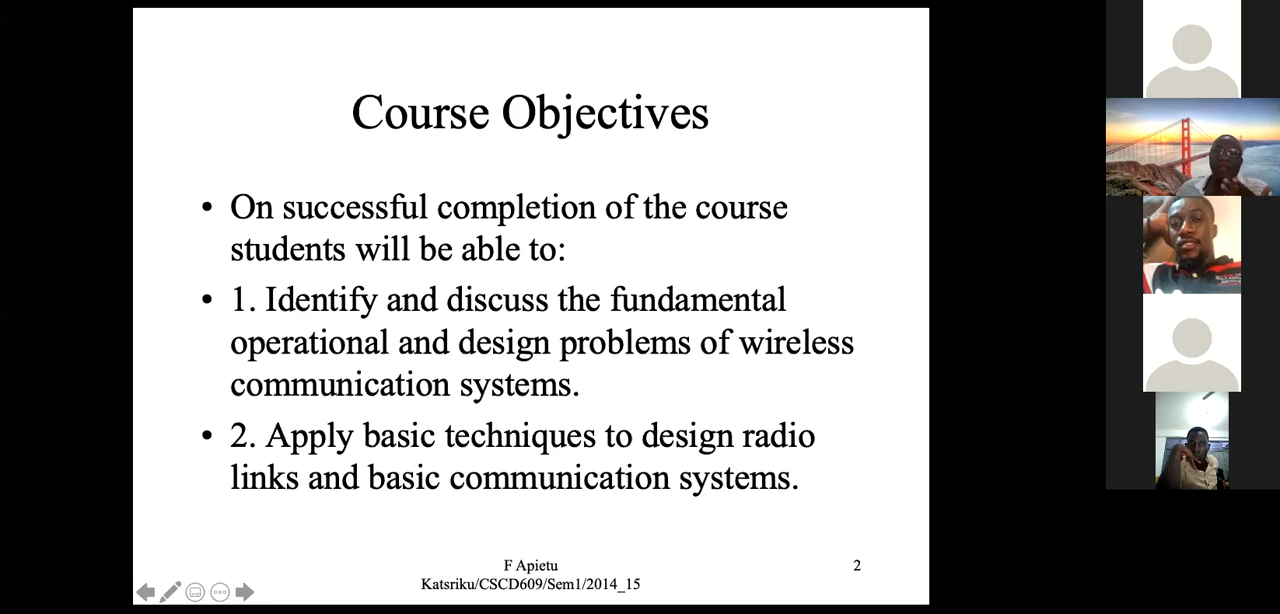 Course Objectives
• On successful completion of the course
students will be able to:
• 1. Identify and discuss the fundamental
operational and design problems of wireless
communication systems.
• 2. Apply basic techniques to design radio
links and basic communication systems.
F Apietu
Katsriku/CSCD609/Sem1/2014_15
2